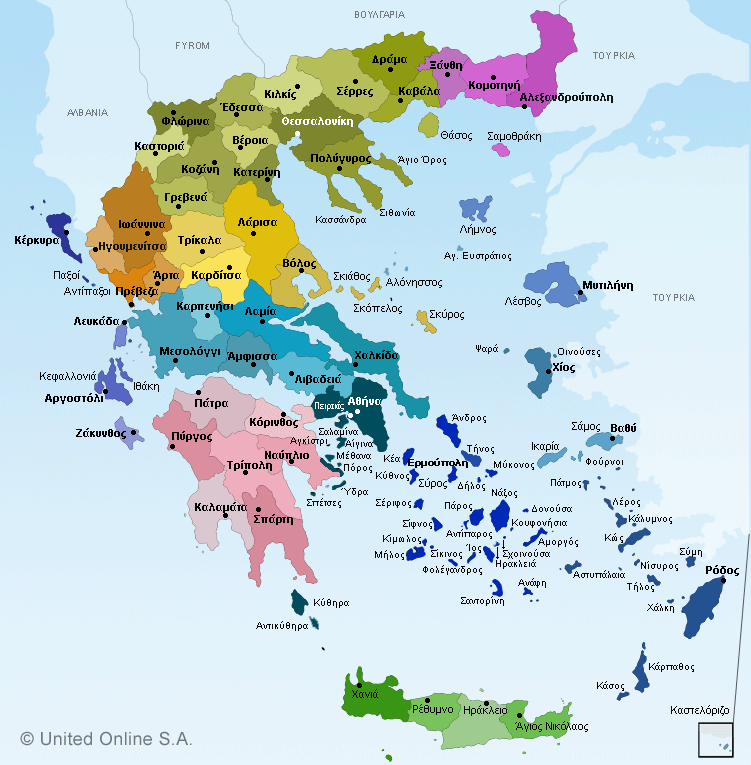 ΒΟΥΛΓΑΡΙΑ
FYROM
ΤΟΥΡΚΙΑ
ΑΛΒΑΝΙΑ
Δράμα
Ξάνθη
Κομοτηνή
Αλεξανδρούπολη
Σέρρες
Καβάλα
Κιλκίς
Έδεσσα
Φλώρινα
Θεσσαλονίκη
Θάσος
Σαμοθράκη
Καστοριά
Βέροια
Κοζάνη
Κατερίνη
Πολύγυρος
Άγιο Όρος
Γρεβενά
Κασσάνδρα
Σιθωνία
Λήμνος
Κέρκυρα
Ιωάννινα
Ηγουμενίτσα
Τρίκαλα
Λάρισα
Αγ. Ευστράτιος
Παξοί
Αντίπαξοι
Πρέβεζα
Άρτα
Καρδίτσα
Βόλος
Σκιάθος
Αλόνησσος
Σκόπελος
Σκύρος
Λέσβος
Μυτιλήνη
ΤΟΥΡΚΙΑ
Λευκάδα
Καρπενήσι
Λαμία
Μεσολόγγι
Άμφισσα
Λιβαδειά
Χαλκίδα
Ψαρά
Οινούσες
Χίος
Κεφαλλονιά
Ιθάκη
Αργοστόλι
Ζάκυνθος
Πάτρα
Κόρινθος
Πειραιάς
Αθήνα
Σαλαμίνα
Αγκίστρι
Αίγινα
Μέθανα
Πόρος
Ύδρα
Σπέτσες
Πύργος
Ναύπλιο
Τρίπολη
Καλαμάτα
Σπάρτη
Άνδρος
Τήνος
Κέα
Ερμούπολη
Μύκονος
Κύθνος
Σύρος
Δήλος
Νάξος
Ικαρία
Σάμος
Βαθύ
Φούρνοι
Πάτμος
Λέρος
Κάλυμνος
Κώς
Σέριφος
Πάρος
Δονούσα
Σίφνος
Αντίπαρος
Κουφονήσια
Κίμωλος
Ίος
Σχοινούσα
Αμοργός
Μήλος
Σίκινος
Ηρακλειά
Φολέγανδρος
Σαντορίνη
Ανάφη
Αστυπάλαια
Νίσυρος
Σύμη
Τήλος
Ρόδος
Χάλκη
Κύθηρα
Αντικύθηρα
Κάρπαθος
Κάσος
Καστελόριζο
Χανιά
Ρέθυμνο
Ηράκλειο
Άγιος Νικόλαος
© United Online S.A.